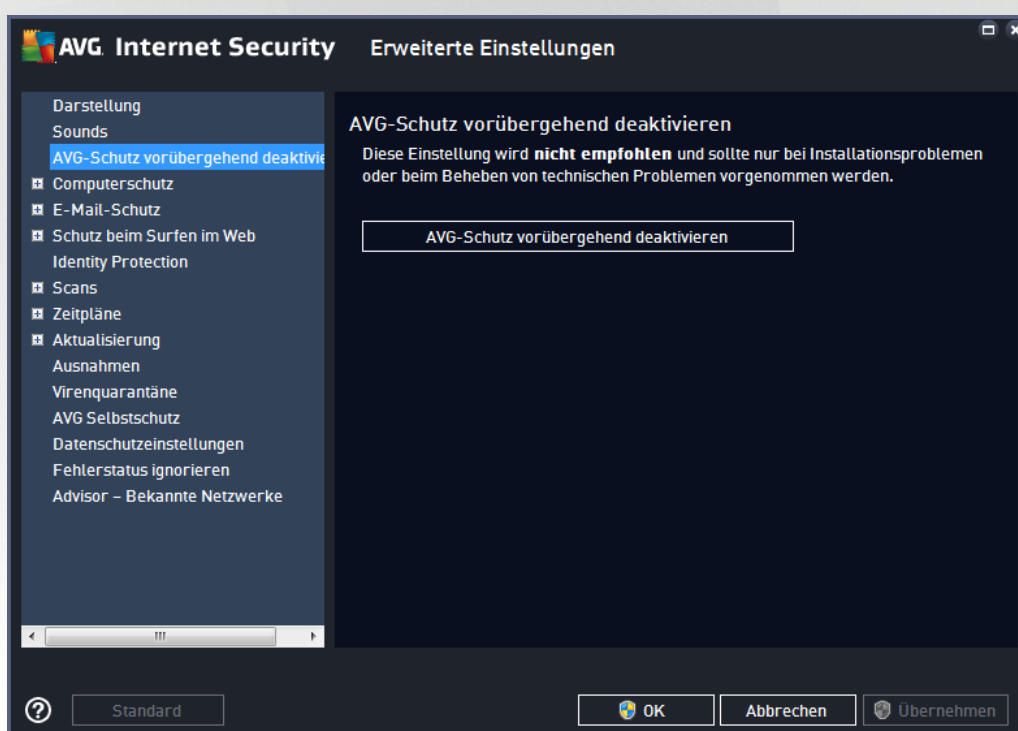 AVG Internet Security Erweiterte Einstellungen
Darstellung
Sounds
AVG-Schutz vorübergehend deaktivie
Computerschutz
E-Mail-Schutz
Schutz beim Surfen im Web
Identity Protection
Scans
Zeitpläne
Aktualisierung
Ausnahmen
Virenquarantäne
AVG Selbstschutz
Datenschutzeinstellungen
Fehlerstatus ignorieren
Advisor – Bekannte Netzwerke
AVG-Schutz vorübergehend deaktivieren
Diese Einstellung wird nicht empfohlen und sollte nur bei Installationsproblemen
oder beim Beheben von technischen Problemen vorgenommen werden.
AVG-Schutz vorübergehend deaktivieren
Standard
OK
Abbrechen
Übernehmen